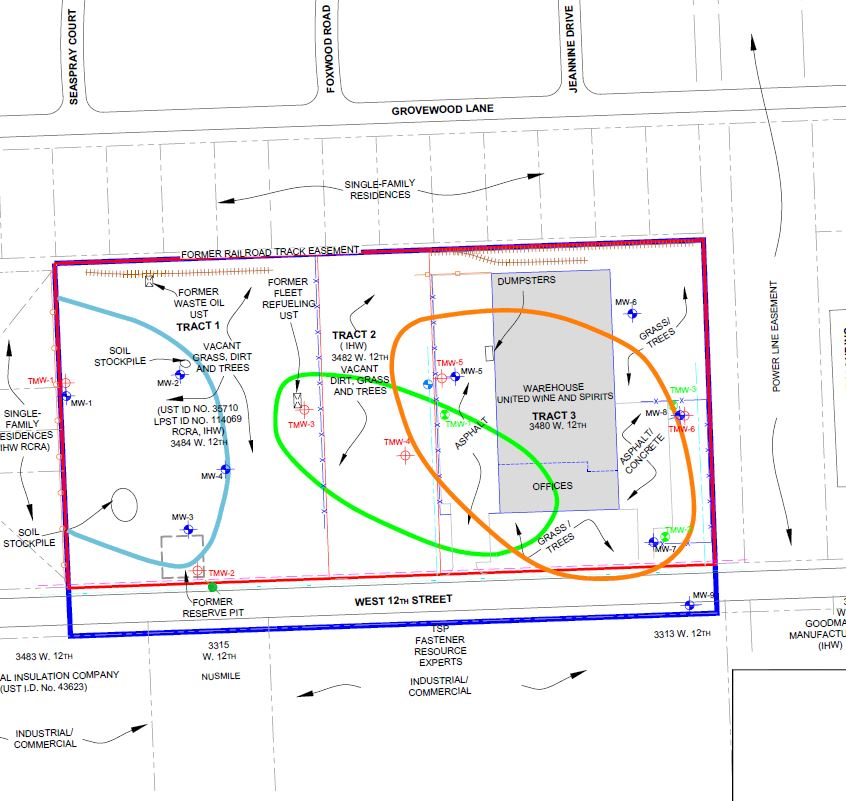 SEASPRAY COURT
FOXWOOD ROAD
JEANNINE DRIVE
GROVEWOOD LANE
SINGLE-FAMILY
RESIDENCES
POWER LINE EASEMENT
FORMER RAILROAD TRACK EASEMENT
FORMER
WASTE OIL
UST
TRACT 1
FORMER
FLEET
REFUELING
UST
DUMPSTERS
MW-6
GRASS/
TREES
SOIL
STOCKPILE
VACANT
GRASS, DIRT
AND TREES
TRACT 2
( IHW)
3482 W. 12TH
VACANT
DIRT, GRASS
AND TREES
TMW-1
MW-1
MW-2
TMW-5
MW-5
WAREHOUSE
UNITED WINE AND SPIRITS
TRACT 3
3480 W. 12TH
TMW-3
MW-8
TMW-6
(UST ID NO. 35710
LPST ID NO. 114069
RCRA, IHW)
3484 W. 12TH
TMW-3
TMW-4
ASPHALT
ASPHALT/
CONCRETE
SINGLE-
FAMILY
ESIDENCES
IHW RCRA)
MW-4
OFFICES
SOIL
STOCKPILE
MW-3
GRASS /
TREES
MW-7
TMW-2
FORMER
RESERVE PIT
WEST 12TH STREET
MW-9
3483 W. 12TH
3315
W. 12TH
NUSMILE
TSP
FASTENER
RESOURCE
EXPERTS
3313 W. 12TH
GOODMA
MANUFACTU
(IHW)
AL INSULATION COMPANY
(UST I.D. No. 43623)
INDUSTRIAL/
COMMERCIAL
INDUSTRIAL/
COMMERCIAL